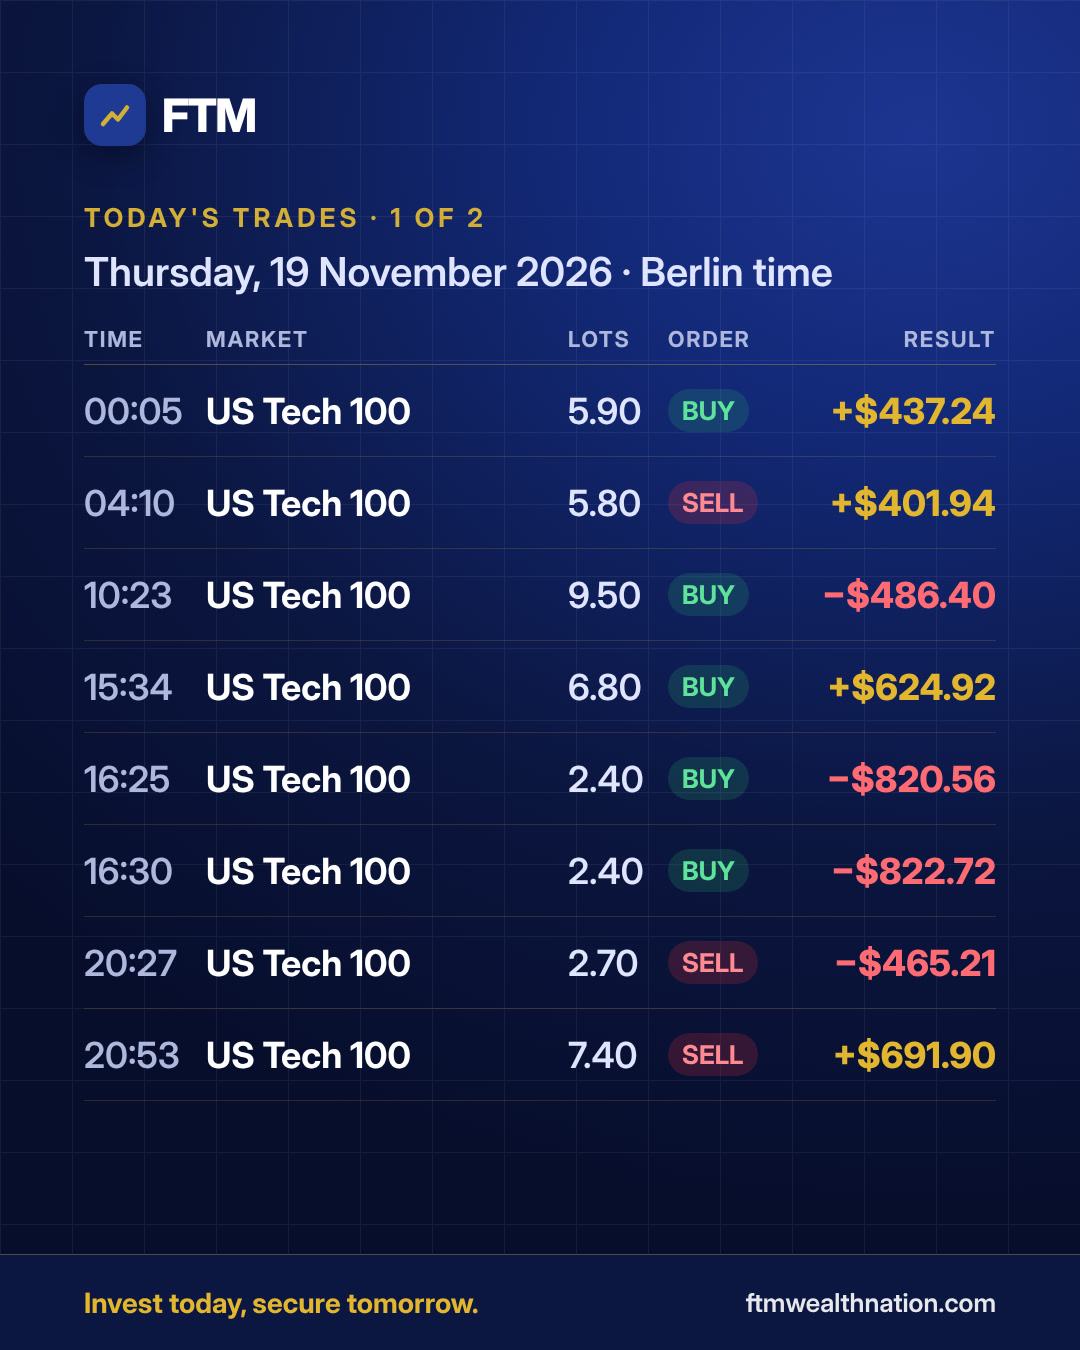 FTM
TODAY'S TRADES · 1 OF 2
Thursday, 19 November 2026 · Berlin time
TIME MARKET LOTS ORDER RESULT
00:05 US Tech 100 5.90 BUY +$437.24
04:10 US Tech 100 5.80 SELL +$401.94
10:23 US Tech 100 9.50 BUY −$486.40
15:34 US Tech 100 6.80 BUY +$624.92
16:25 US Tech 100 2.40 BUY −$820.56
16:30 US Tech 100 2.40 BUY −$822.72
20:27 US Tech 100 2.70 SELL −$465.21
20:53 US Tech 100 7.40 SELL +$691.90
Invest today, secure tomorrow. ftmwealthnation.com